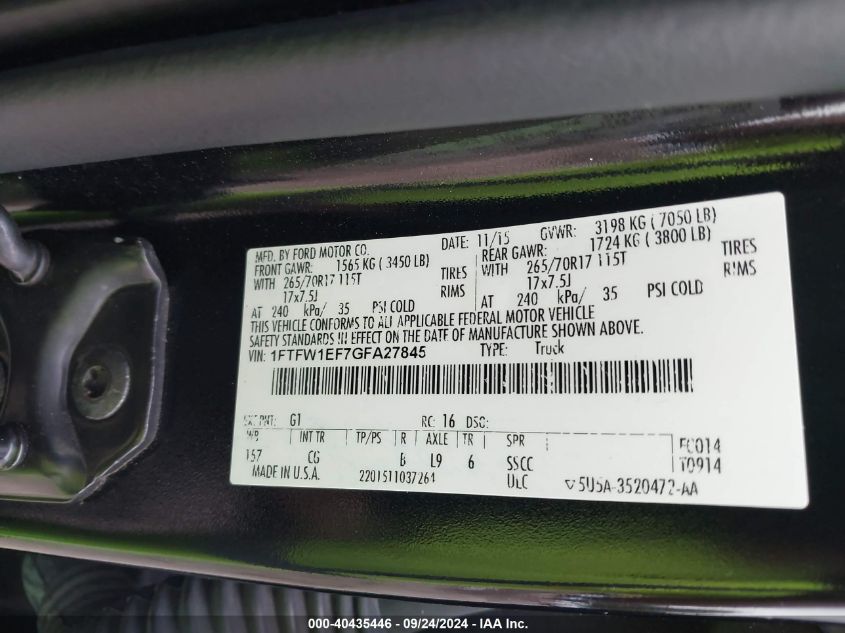 MFD. BY FORD MOTOR CO. DATE: 11/15 GVWR: 3198 KG ( 7050 LB)
FRONT GAWR: 1565 KG ( 3450 LB) REAR GAWR: 1724 KG ( 3800 LB)
WITH 265/70R17 115T TIRES WITH 265/70R17 115T TIRES
17x7.5J RIMS 17x7.5J RIMS
AT 240 kPa/ 35 PSI COLD AT 240 kPa/ 35 PSI COLD
THIS VEHICLE CONFORMS TO ALL APPLICABLE FEDERAL MOTOR VEHICLE
SAFETY STANDARDS IN EFFECT ON THE DATE OF MANUFACTURE SHOWN ABOVE.
VIN: 1FTFW1EF7GFA27845 TYPE: Truck
EXT PNT: G1 RC: 16 DSO: FC014
WB INT TR TP/PS R AXLE TR SPR T0914
157 CG B L9 6 SSCC
MADE IN U.S.A. 2201511037264 ULC 5U5A-3520472-AA
000-40435446 - 09/24/2024 - IAA Inc.